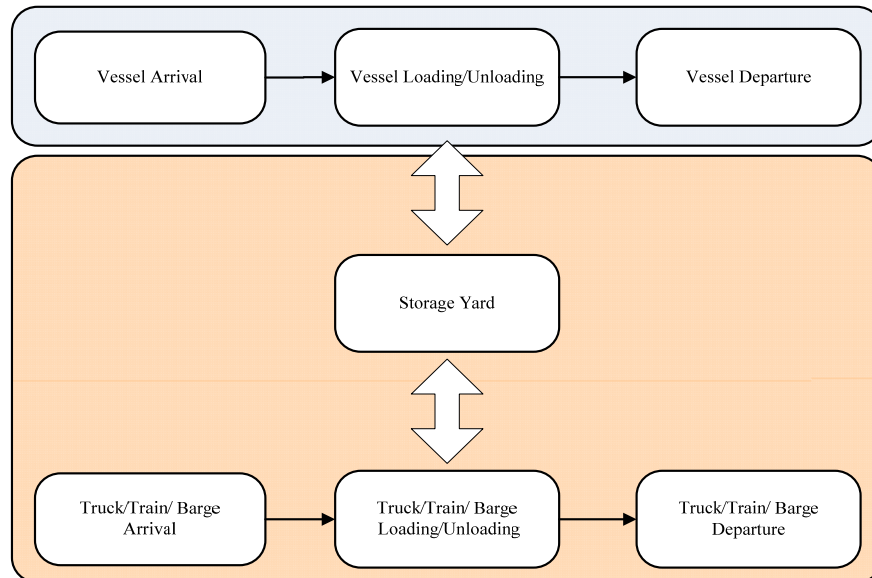 Vessel Arrival
Vessel Loading/Unloading
Vessel Departure
Storage Yard
Truck/Train/ Barge
Arrival
Truck/Train/ Barge
Loading/Unloading
Truck/Train/ Barge
Departure